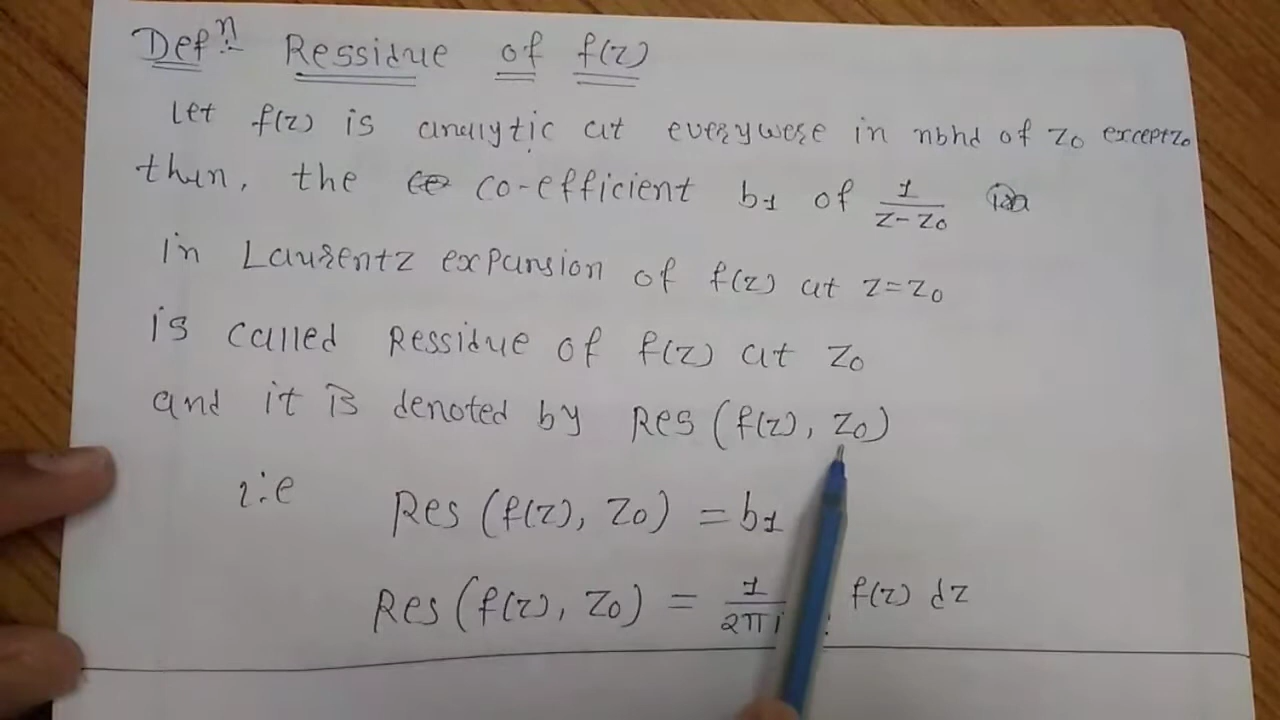 Defⁿ:- Ressidue of f(z)
Let f(z) is analytic at everywere in nbhd of z₀ except z₀
then, the co-efficient b₁ of 1/(z-z₀)
in Laurentz expansion of f(z) at z=z₀
is called Ressidue of f(z) at z₀
and it is denoted by Res (f(z), z₀)
i.e Res (f(z), z₀) = b₁
Res (f(z), z₀) = 1/2πi f(z) dz